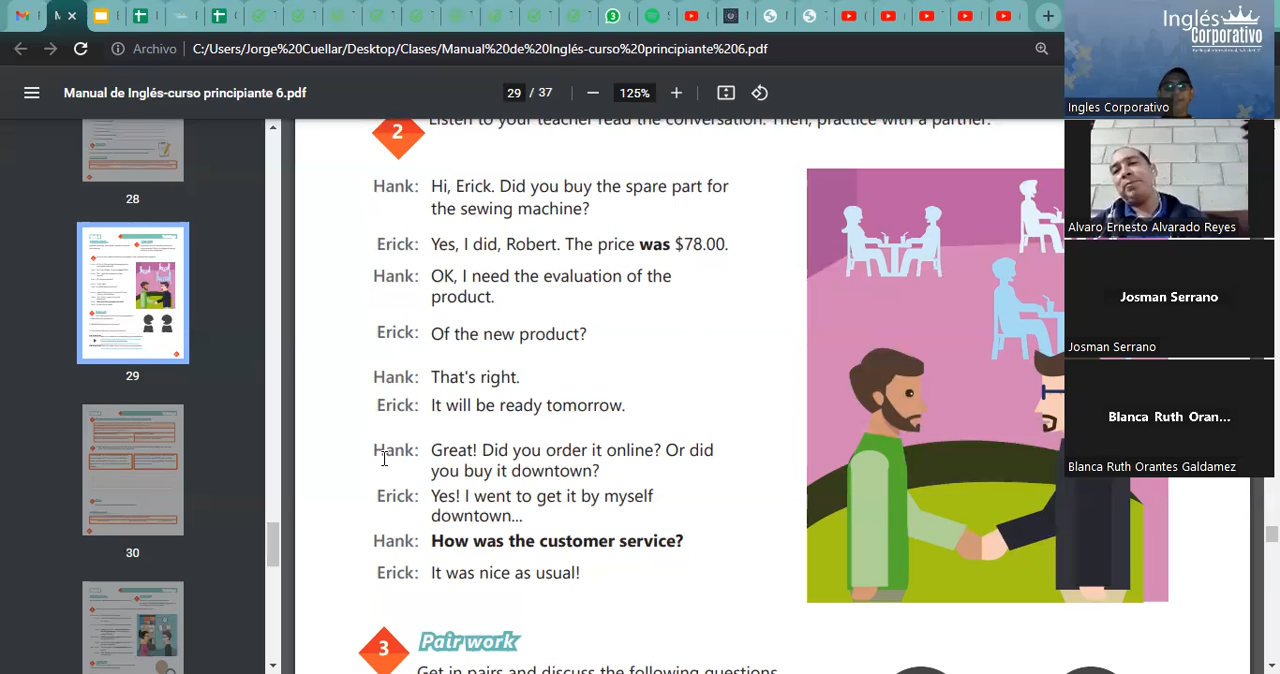 M
3
Archivo
C:/Users/Jorge%20Cuellar/Desktop/Clases/Manual%20de%20Inglés-curso%20principiante%206.pdf
Manual de Inglés-curso principiante 6.pdf
29 / 37
125%
Inglés
Corporativo
Ingles Corporativo
Alvaro Ernesto Alvarado Reyes
Josman Serrano
Josman Serrano
Blanca Ruth Oran...
Blanca Ruth Orantes Galdamez
28
29
30
2
Listen to your teacher read the conversation. Then, practice with a partner.
Hank: Hi, Erick. Did you buy the spare part for
the sewing machine?
Erick: Yes, I did, Robert. The price was $78.00.
Hank: OK, I need the evaluation of the
product.
Erick: Of the new product?
Hank: That's right.
Erick: It will be ready tomorrow.
Hank: Great! Did you order it online? Or did
you buy it downtown?
Erick: Yes! I went to get it by myself
downtown...
Hank: How was the customer service?
Erick: It was nice as usual!
3
Pair work
Get in pairs and discuss the following questions